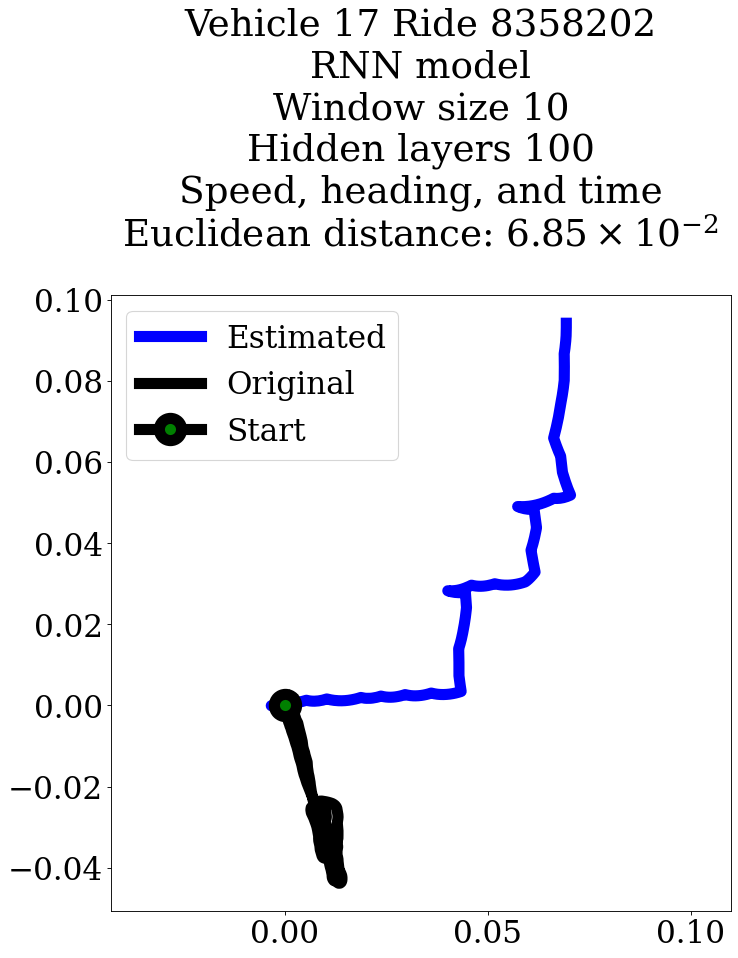 Vehicle 17 Ride 8358202
RNN model
Window size 10
Hidden layers 100
Speed, heading, and time
Euclidean distance: 6.85 × 10⁻²
Estimated
Original
Start
0.10
0.08
0.06
0.04
0.02
0.00
−0.02
−0.04
0.00 0.05 0.10